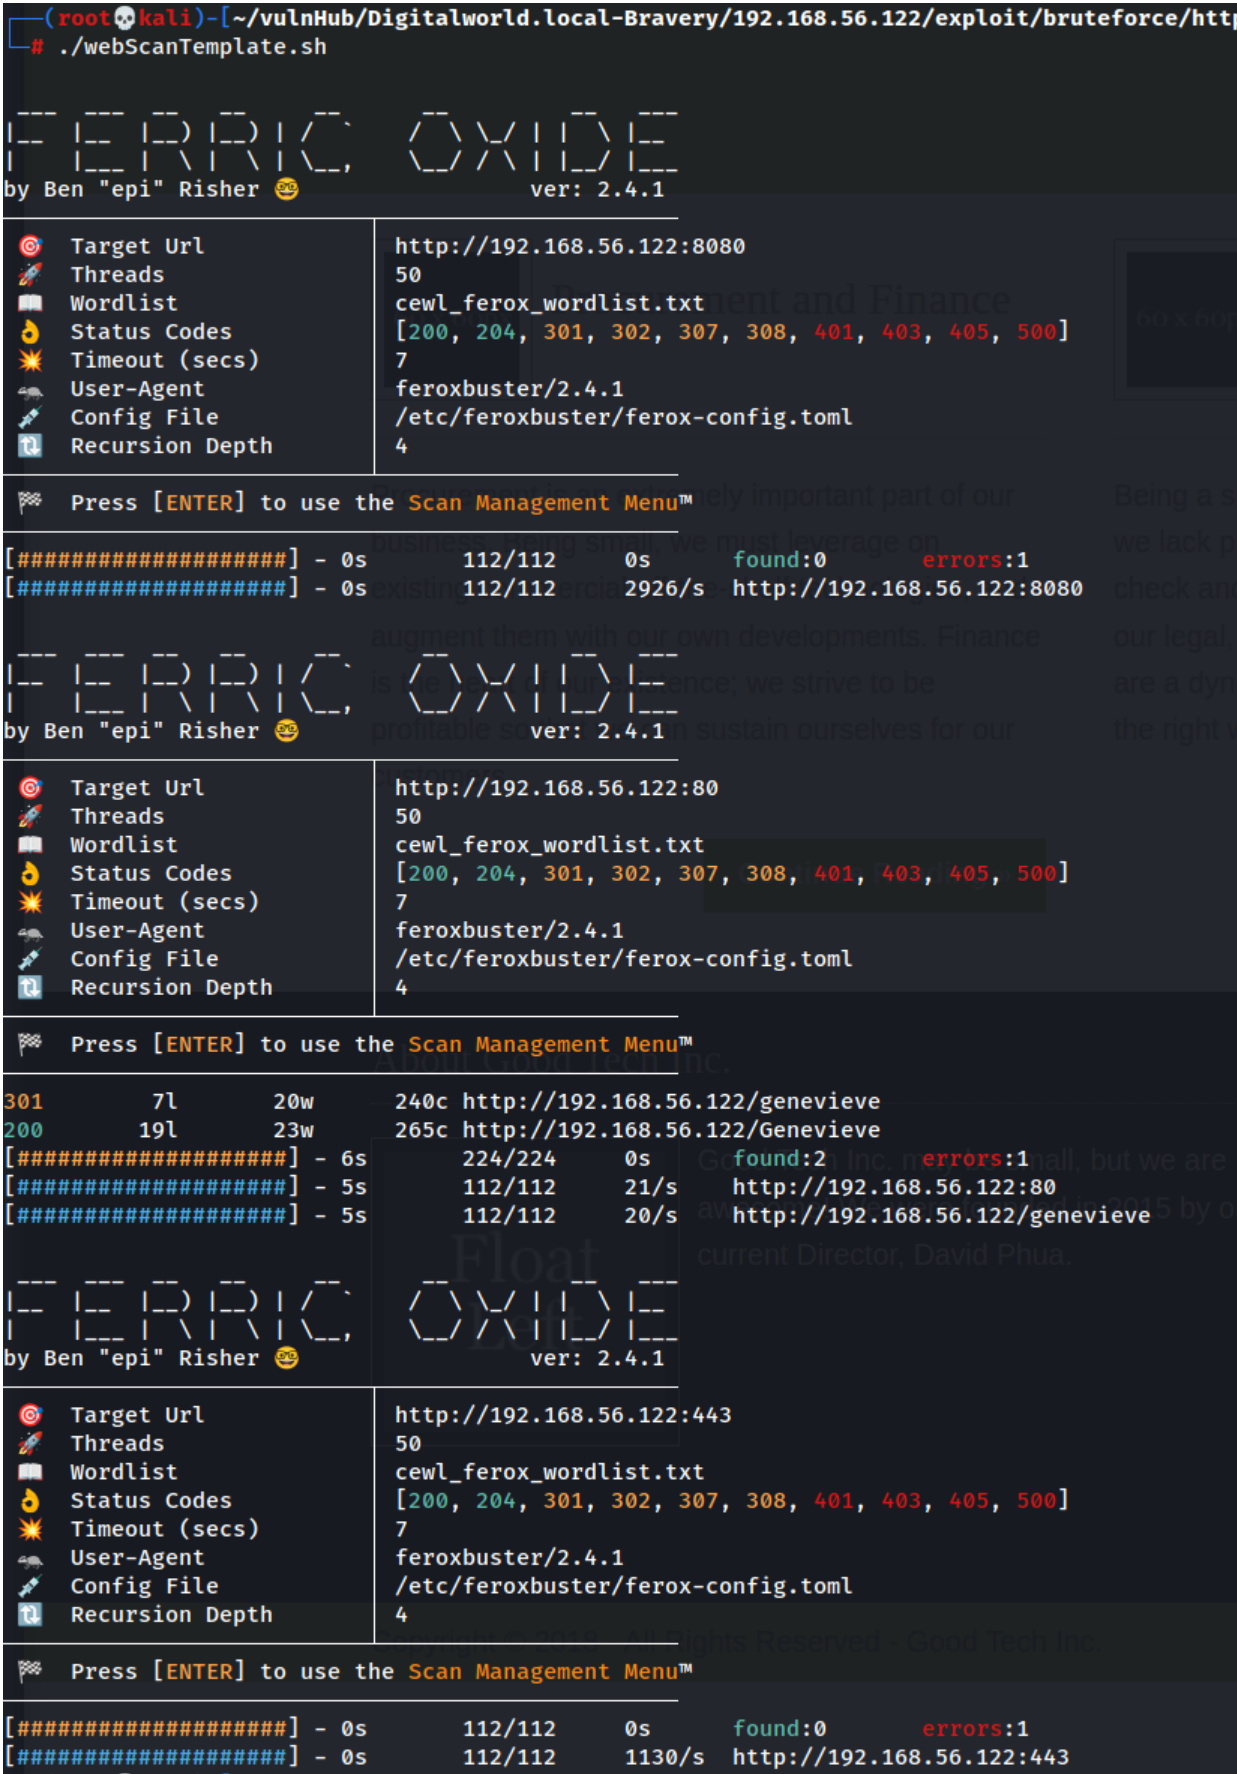 (root💀kali)-[~/vulnHub/Digitalworld.local-Bravery/192.168.56.122/exploit/bruteforce/http
# ./webScanTemplate.sh
FERRIC OXIDE
by Ben "epi" Risher 🤓 ver: 2.4.1
🎯 Target Url │ http://192.168.56.122:8080
🚀 Threads │ 50
📖 Wordlist │ cewl_ferox_wordlist.txt
👌 Status Codes │ [200, 204, 301, 302, 307, 308, 401, 403, 405, 500]
💥 Timeout (secs) │ 7
🦡 User-Agent │ feroxbuster/2.4.1
💉 Config File │ /etc/feroxbuster/ferox-config.toml
🔃 Recursion Depth │ 4
🏁 Press [ENTER] to use the Scan Management Menu™
[####################] - 0s 112/112 0s found:0 errors:1
[####################] - 0s 112/112 2926/s http://192.168.56.122:8080
FERRIC OXIDE
by Ben "epi" Risher 🤓 ver: 2.4.1
🎯 Target Url │ http://192.168.56.122:80
🚀 Threads │ 50
📖 Wordlist │ cewl_ferox_wordlist.txt
👌 Status Codes │ [200, 204, 301, 302, 307, 308, 401, 403, 405, 500]
💥 Timeout (secs) │ 7
🦡 User-Agent │ feroxbuster/2.4.1
💉 Config File │ /etc/feroxbuster/ferox-config.toml
🔃 Recursion Depth │ 4
🏁 Press [ENTER] to use the Scan Management Menu™
301 7l 20w 240c http://192.168.56.122/genevieve
200 19l 23w 265c http://192.168.56.122/Genevieve
[####################] - 6s 224/224 0s found:2 errors:1
[####################] - 5s 112/112 21/s http://192.168.56.122:80
[####################] - 5s 112/112 20/s http://192.168.56.122/genevieve
FERRIC OXIDE
by Ben "epi" Risher 🤓 ver: 2.4.1
🎯 Target Url │ http://192.168.56.122:443
🚀 Threads │ 50
📖 Wordlist │ cewl_ferox_wordlist.txt
👌 Status Codes │ [200, 204, 301, 302, 307, 308, 401, 403, 405, 500]
💥 Timeout (secs) │ 7
🦡 User-Agent │ feroxbuster/2.4.1
💉 Config File │ /etc/feroxbuster/ferox-config.toml
🔃 Recursion Depth │ 4
🏁 Press [ENTER] to use the Scan Management Menu™
[####################] - 0s 112/112 0s found:0 errors:1
[####################] - 0s 112/112 1130/s http://192.168.56.122:443